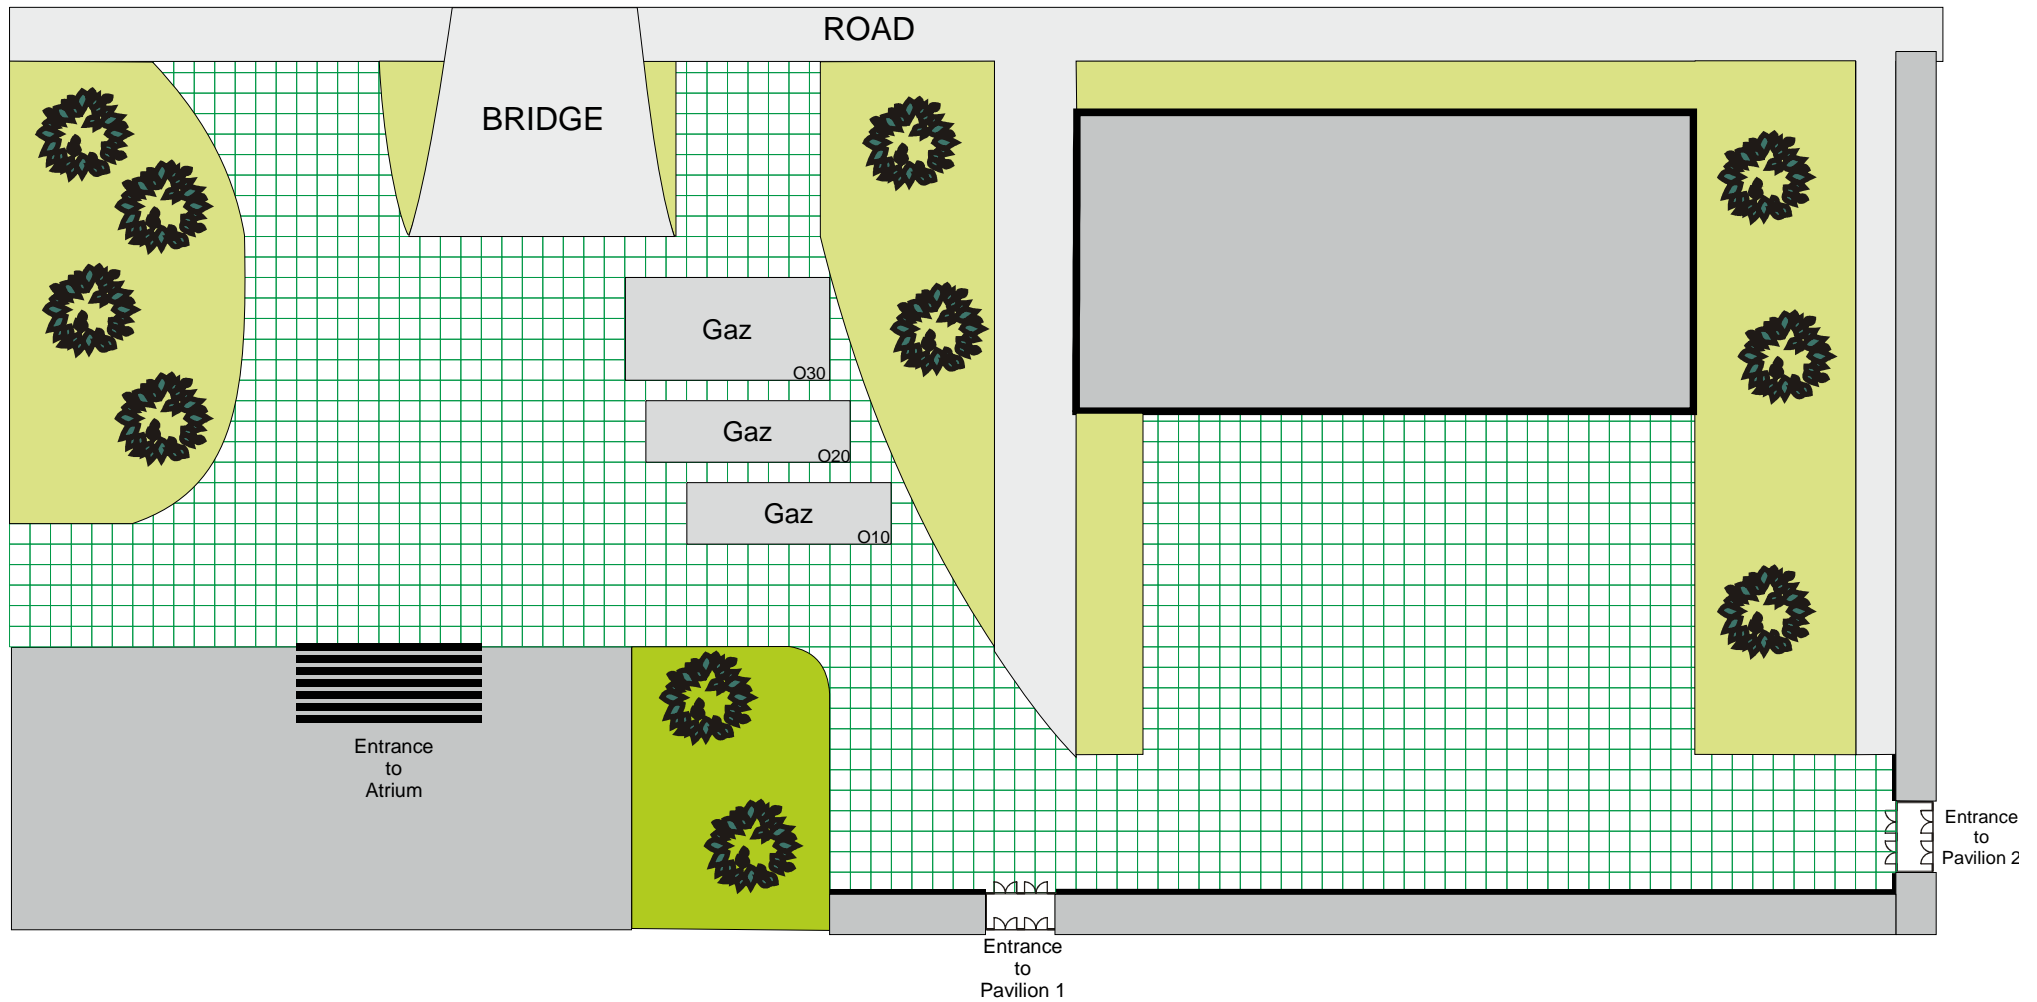 ROAD
BRIDGE
Gaz
O30
Gaz
O20
Gaz
O10
Entrance
to
Atrium
Entrance
to
Pavilion 2
Entrance
to
Pavilion 1